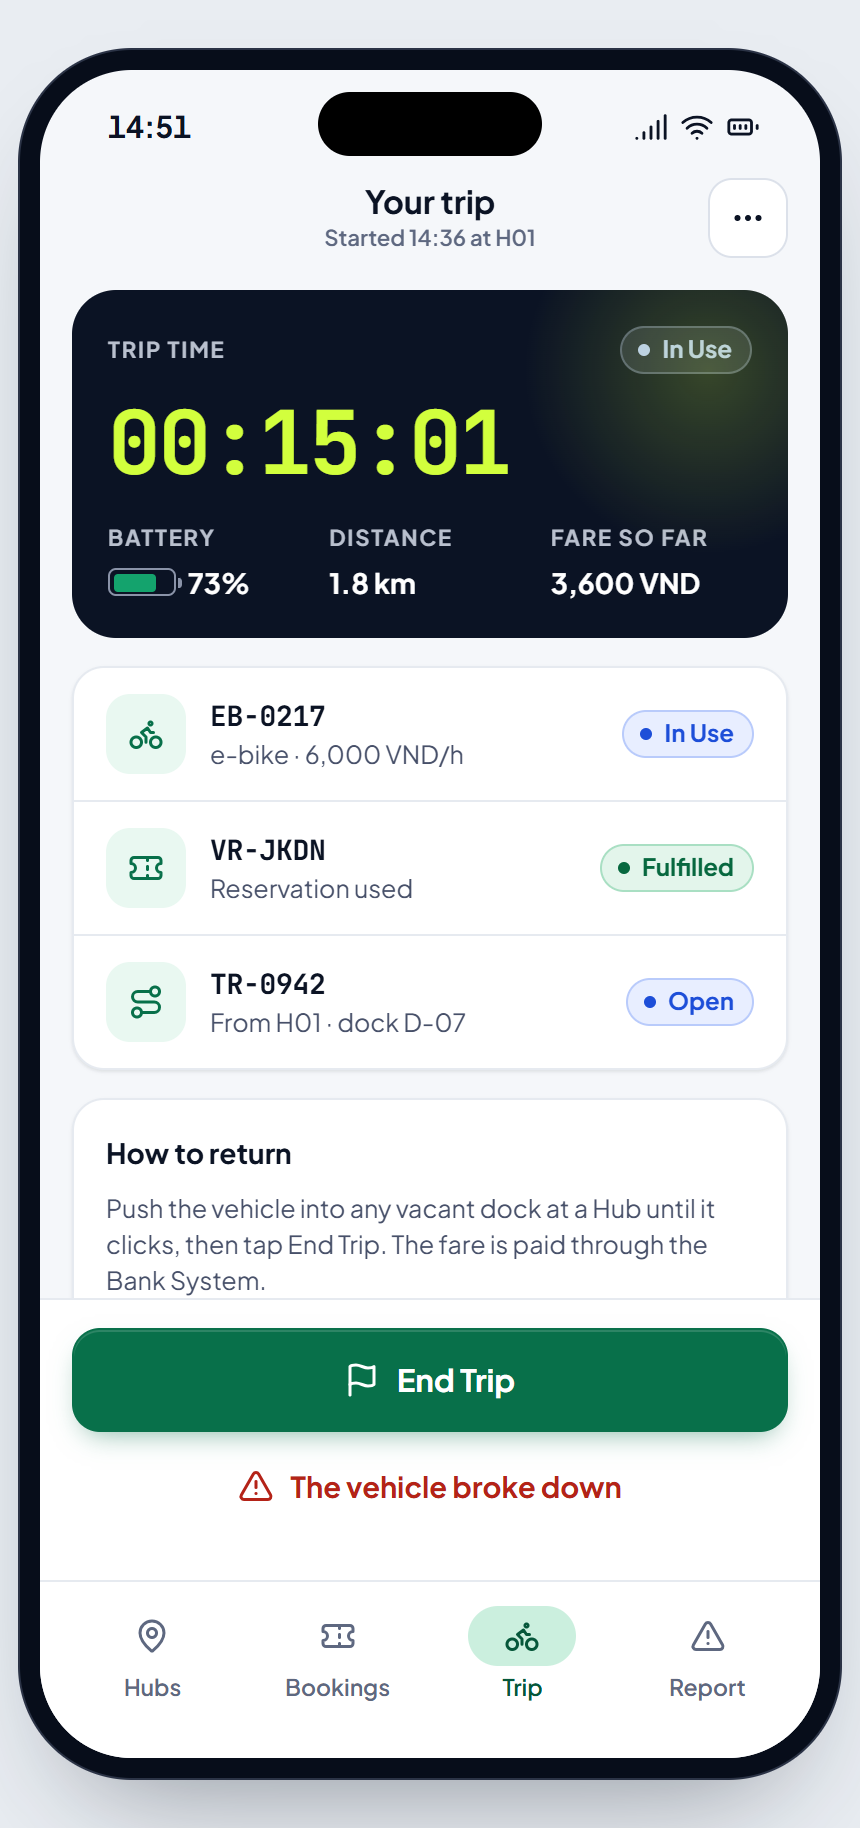 14:51
Your trip
Started 14:36 at H01
TRIP TIME
In Use
00:15:01
BATTERY
DISTANCE
FARE SO FAR
73%
1.8 km
3,600 VND
EB-0217
e-bike · 6,000 VND/h
In Use
VR-JKDN
Reservation used
Fulfilled
TR-0942
From H01 · dock D-07
Open
How to return
Push the vehicle into any vacant dock at a Hub until it
clicks, then tap End Trip. The fare is paid through the
Bank System.
End Trip
The vehicle broke down
Hubs
Bookings
Trip
Report